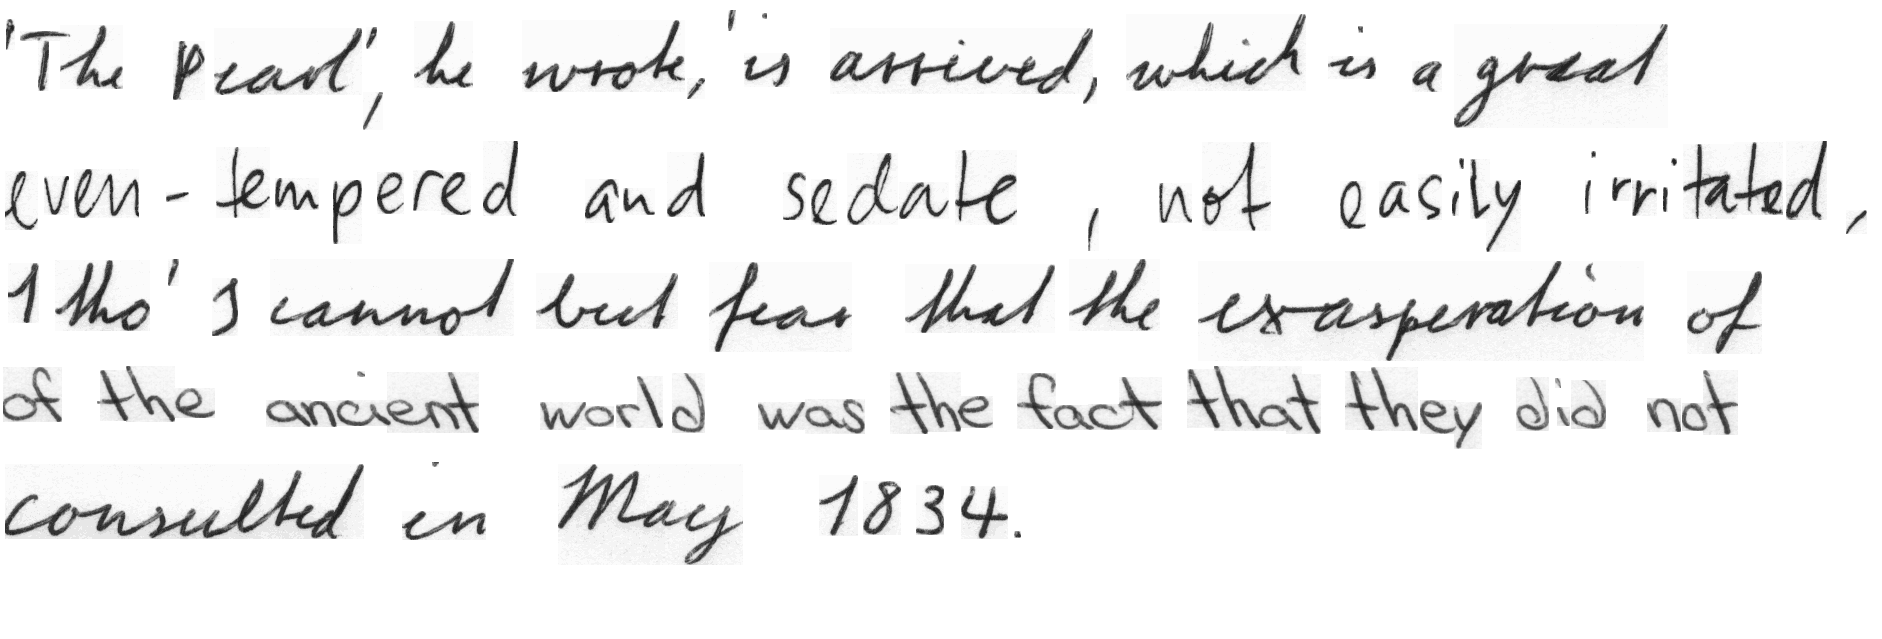 'The Pearl', he wrote, 'is arrived, which is a great
even-tempered and sedate, not easily irritated,
1 tho' I cannot but fear that the exasperation of
of the ancient world was the fact that they did not
consulted in May 1834.